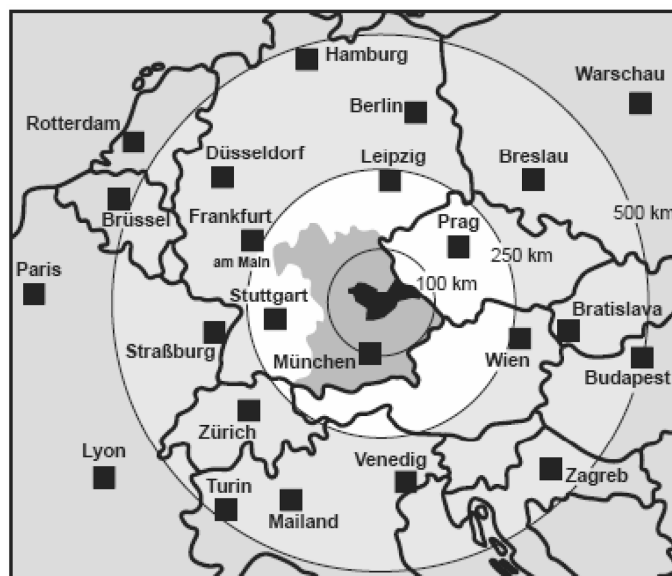 Hamburg
Warschau
Berlin
Rotterdam
Düsseldorf
Leipzig
Breslau
Brüssel
Frankfurt
am Main
Prag
500 km
250 km
Paris
100 km
Stuttgart
Bratislava
Straßburg
München
Wien
Budapest
Zürich
Lyon
Venedig
Zagreb
Turin
Mailand